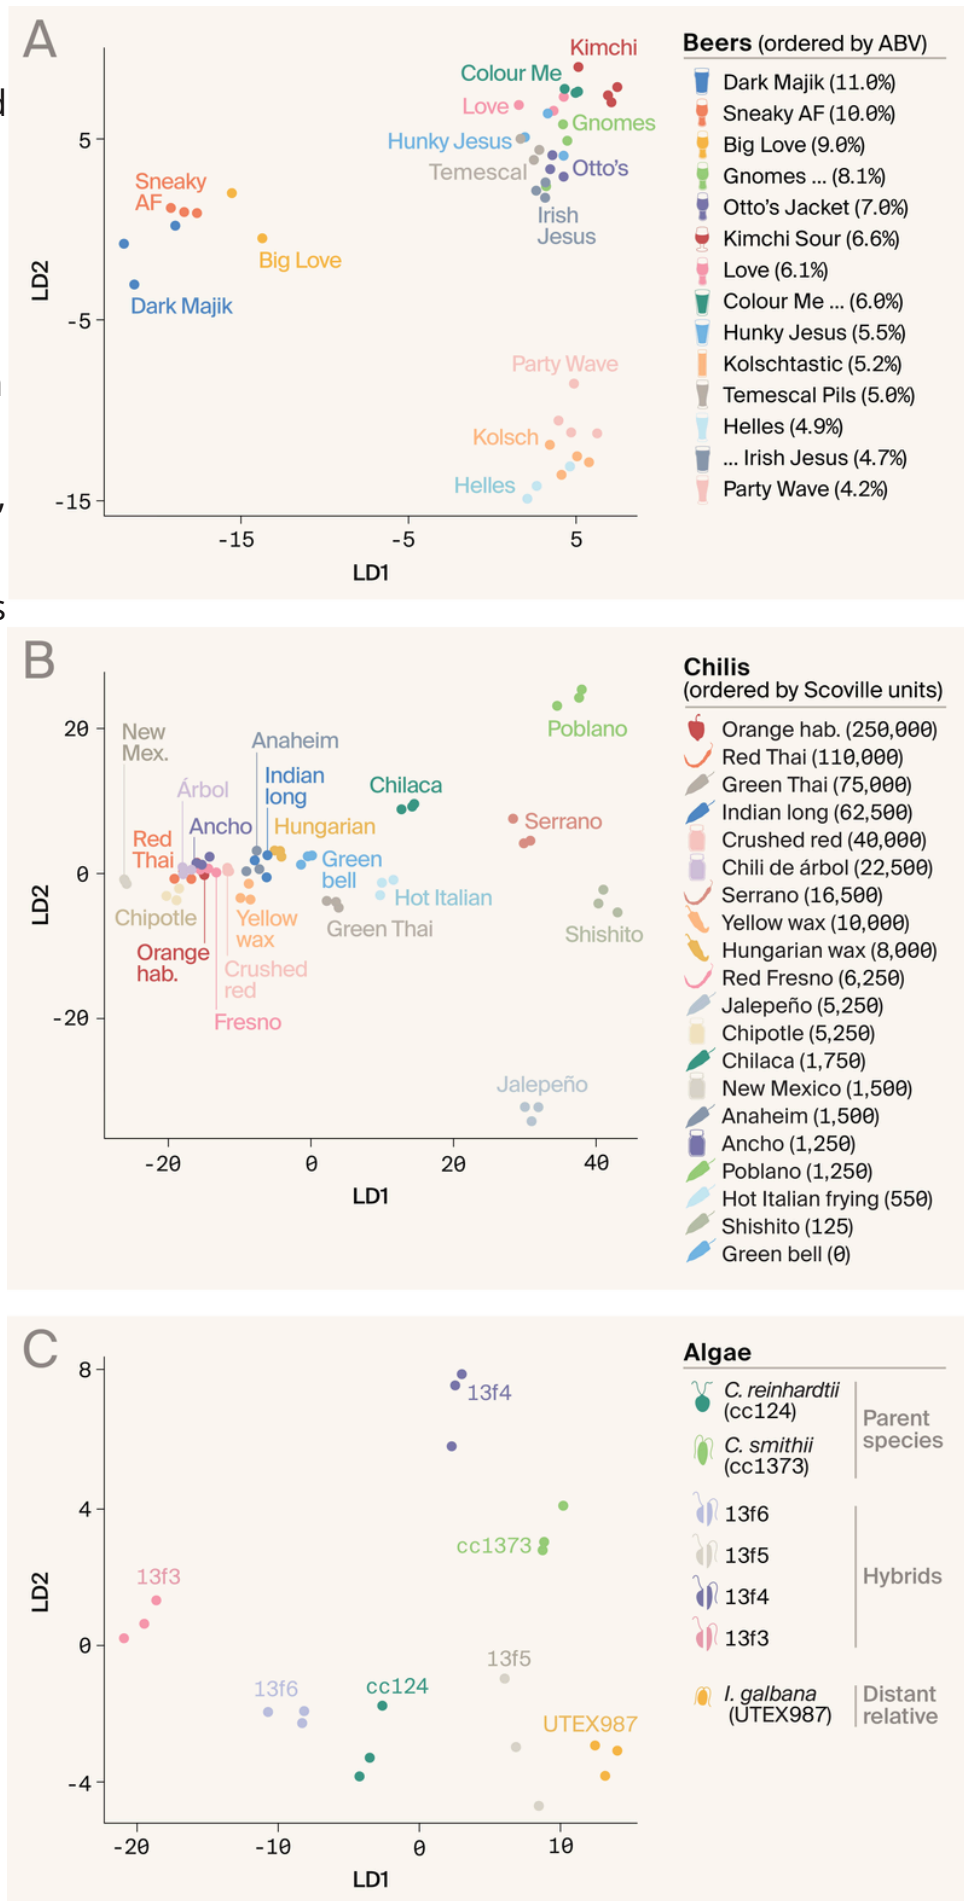 A
Beers (ordered by ABV)
Kimchi
Colour Me
Love
Gnomes
Hunky Jesus
Temescal
Otto's
Irish
Jesus
Sneaky
AF
Big Love
Dark Majik
Party Wave
Kolsch
Helles
5
-5
-15
LD2
-15
-5
5
LD1
Dark Majik (11.0%)
Sneaky AF (10.0%)
Big Love (9.0%)
Gnomes ... (8.1%)
Otto's Jacket (7.0%)
Kimchi Sour (6.6%)
Love (6.1%)
Colour Me ... (6.0%)
Hunky Jesus (5.5%)
Kolschtastic (5.2%)
Temescal Pils (5.0%)
Helles (4.9%)
... Irish Jesus (4.7%)
Party Wave (4.2%)
B
Chilis
(ordered by Scoville units)
Poblano
New
Mex.
Anaheim
Indian
long
Árbol
Chilaca
Ancho
Hungarian
Serrano
Red
Thai
Green
bell
Hot Italian
Chipotle
Yellow
wax
Green Thai
Shishito
Orange
hab.
Crushed
red
Fresno
Jalepeño
20
0
-20
LD2
-20
0
20
40
LD1
Orange hab. (250,000)
Red Thai (110,000)
Green Thai (75,000)
Indian long (62,500)
Crushed red (40,000)
Chili de árbol (22,500)
Serrano (16,500)
Yellow wax (10,000)
Hungarian wax (8,000)
Red Fresno (6,250)
Jalepeño (5,250)
Chipotle (5,250)
Chilaca (1,750)
New Mexico (1,500)
Anaheim (1,500)
Ancho (1,250)
Poblano (1,250)
Hot Italian frying (550)
Shishito (125)
Green bell (0)
C
Algae
13f4
cc1373
13f3
13f5
13f6
cc124
UTEX987
8
4
0
-4
LD2
-20
-10
0
10
LD1
C. reinhardtii
(cc124)
C. smithii
(cc1373)
Parent
species
13f6
13f5
13f4
13f3
Hybrids
I. galbana
(UTEX987)
Distant
relative